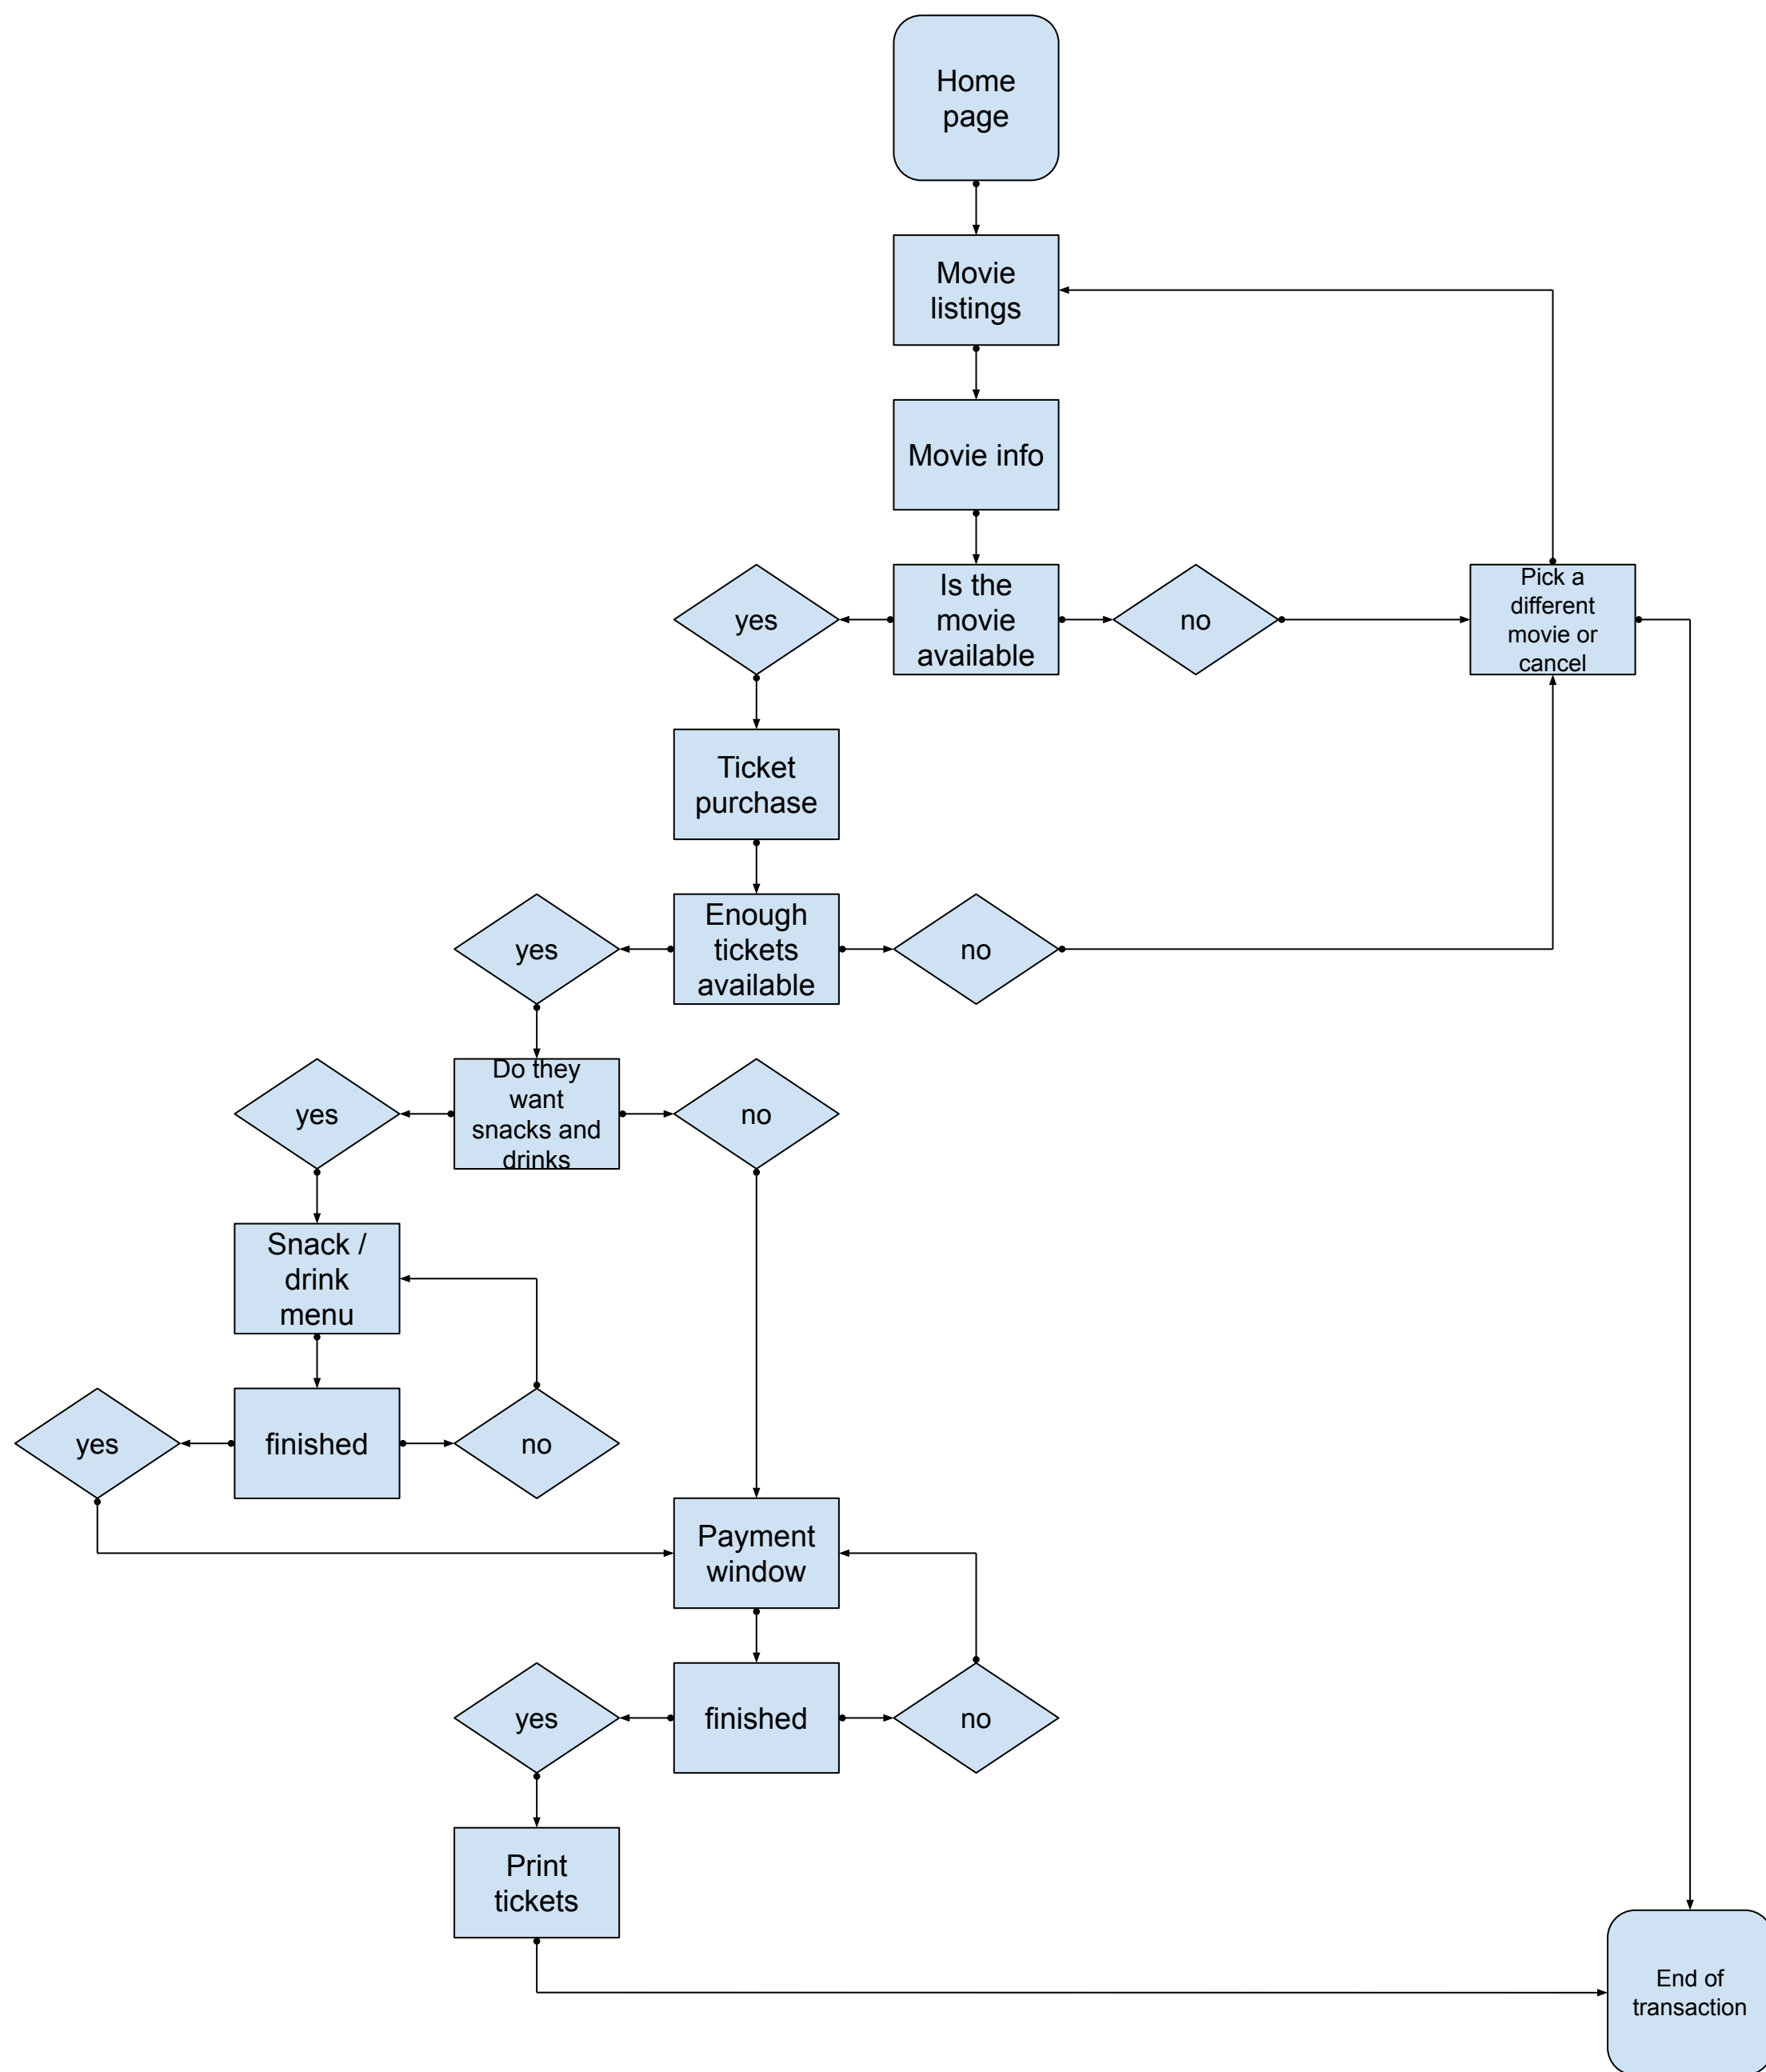 Home
page
Movie
listings
Movie info
yes
Is the
movie
available
no
Pick a
different
movie or
cancel
Ticket
purchase
yes
Enough
tickets
available
no
yes
Do they
want
snacks and
drinks
no
Snack /
drink
menu
yes
finished
no
Payment
window
yes
finished
no
Print
tickets
End of
transaction